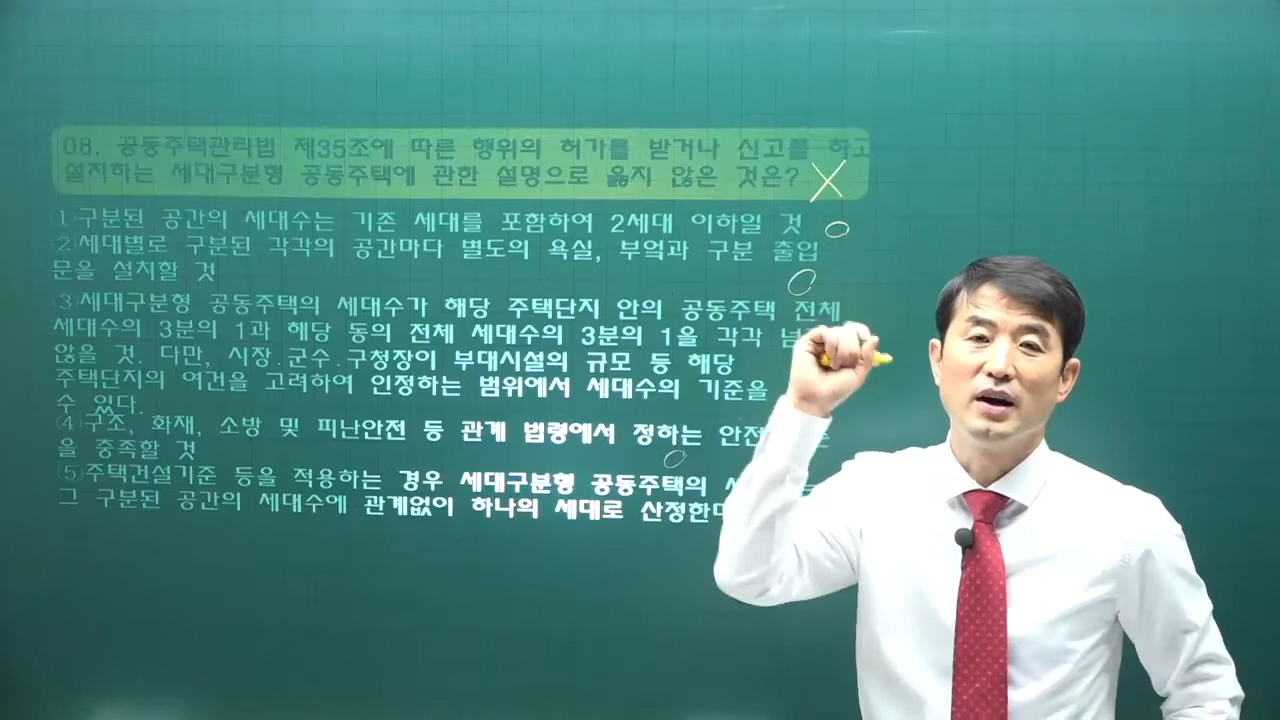 08. 공동주택관리법 제35조에 따른 행위의 허가를 받거나 신고를 하고
설치하는 세대구분형 공동주택에 관한 설명으로 옳지 않은 것은?
(1)구분된 공간의 세대수는 기존 세대를 포함하여 2세대 이하일 것
(2)세대별로 구분된 각각의 공간마다 별도의 욕실, 부엌과 구분 출입
문을 설치할 것
(3)세대구분형 공동주택의 세대수가 해당 주택단지 안의 공동주택 전체
세대수의 3분의 1과 해당 동의 전체 세대수의 3분의 1을 각각 넘
않을 것. 다만, 시장.군수.구청장이 부대시설의 규모 등 해당
주택단지의 여건을 고려하여 인정하는 범위에서 세대수의 기준을
수 있다.
(4)구조, 화재, 소방 및 피난안전 등 관계 법령에서 정하는 안전
을 충족할 것
(5)주택건설기준 등을 적용하는 경우 세대구분형 공동주택의
그 구분된 공간의 세대수에 관계없이 하나의 세대로 산정한다